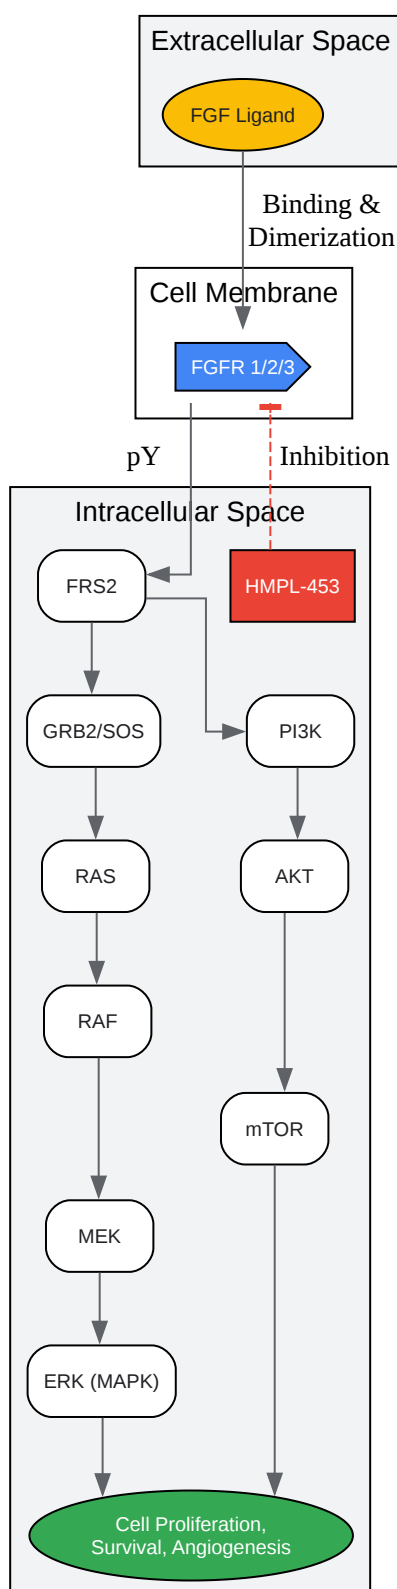 Extracellular Space
FGF Ligand
Binding &
Dimerization
Cell Membrane
FGFR 1/2/3
pY
Inhibition
Intracellular Space
FRS2
HMPL-453
GRB2/SOS
PI3K
RAS
AKT
RAF
mTOR
MEK
ERK (MAPK)
Cell Proliferation,
Survival, Angiogenesis